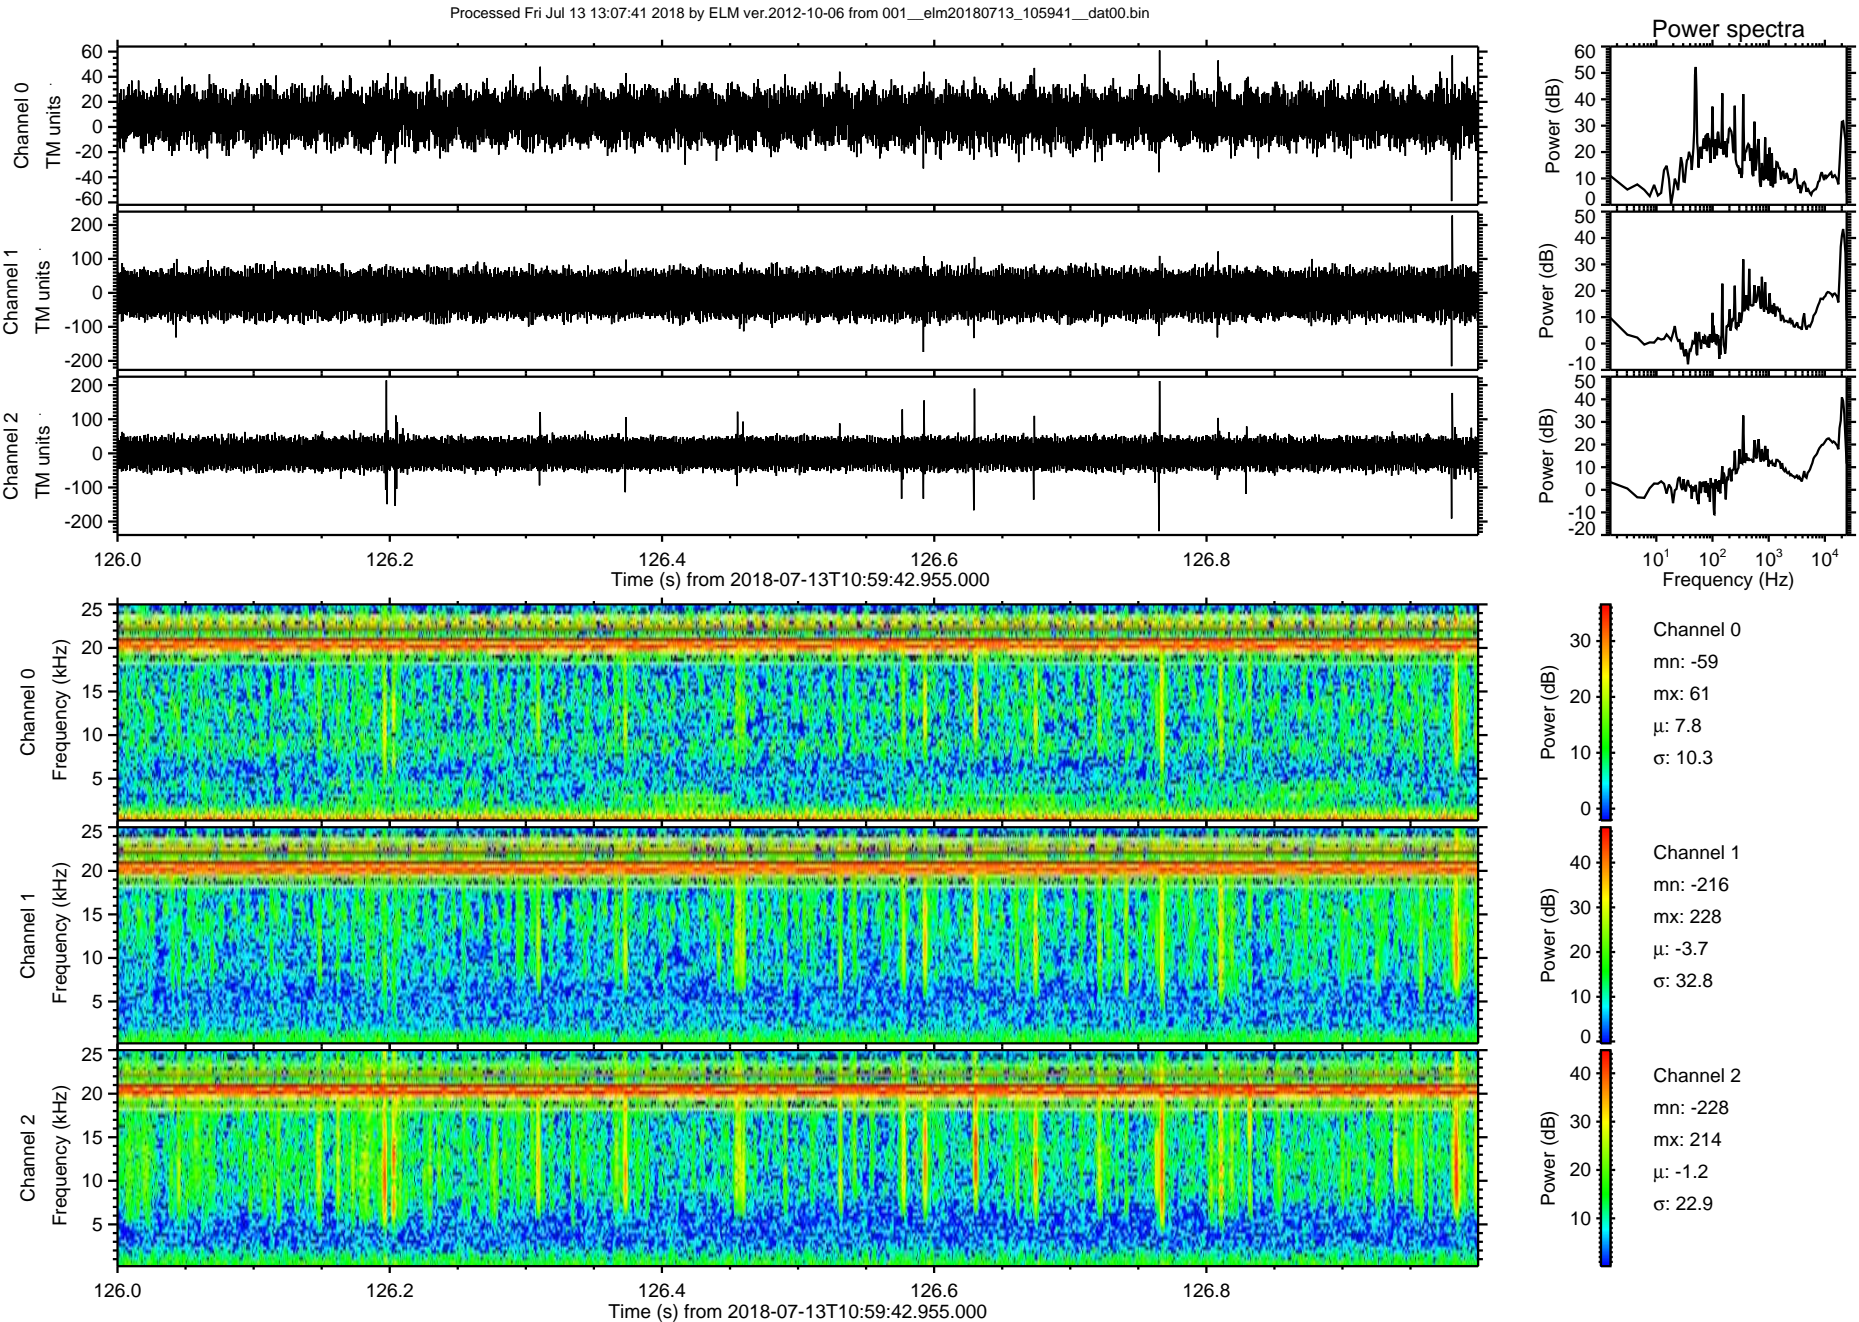 Processed Fri Jul 13 13:07:41 2018 by ELM ver.2012-10-06 from 001__elm20180713_105941__dat00.bin
Power spectra
Channel 0
TM units
60
40
20
0
-20
-40
-60
Power (dB)
60
50
40
30
20
10
0
Channel 1
TM units
200
100
0
-100
-200
Power (dB)
50
40
30
20
10
0
-10
Channel 2
TM units
200
100
0
-100
-200
Power (dB)
50
40
30
20
10
0
-10
-20
126.0 126.2 126.4 126.6 126.8
Time (s) from 2018-07-13T10:59:42.955.000
10^1 10^2 10^3 10^4
Frequency (Hz)
Channel 0
Frequency (kHz)
25
20
15
10
5
Power (dB)
30
20
10
0
Channel 0
mn: -59
mx: 61
µ: 7.8
σ: 10.3
Channel 1
Frequency (kHz)
25
20
15
10
5
Power (dB)
40
30
20
10
0
Channel 1
mn: -216
mx: 228
µ: -3.7
σ: 32.8
Channel 2
Frequency (kHz)
25
20
15
10
5
Power (dB)
40
30
20
10
Channel 2
mn: -228
mx: 214
µ: -1.2
σ: 22.9
126.0 126.2 126.4 126.6 126.8
Time (s) from 2018-07-13T10:59:42.955.000